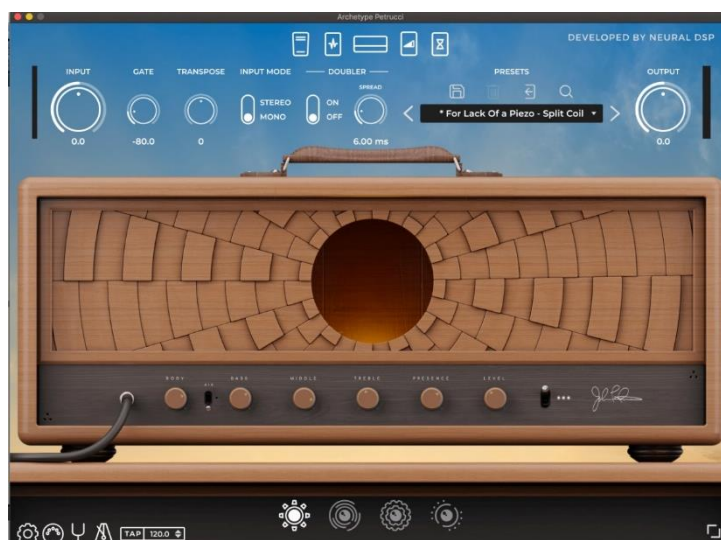 Archetype Petrucci
DEVELOPED BY NEURAL DSP
INPUT GATE TRANSPOSE INPUT MODE DOUBLER PRESETS OUTPUT
SPREAD
STEREO ON
MONO OFF
* For Lack Of a Piezo - Split Coil
0.0 -80.0 0 6.00 ms 0.0
BODY AIR BASS MIDDLE TREBLE PRESENCE LEVEL
TAP 120.0